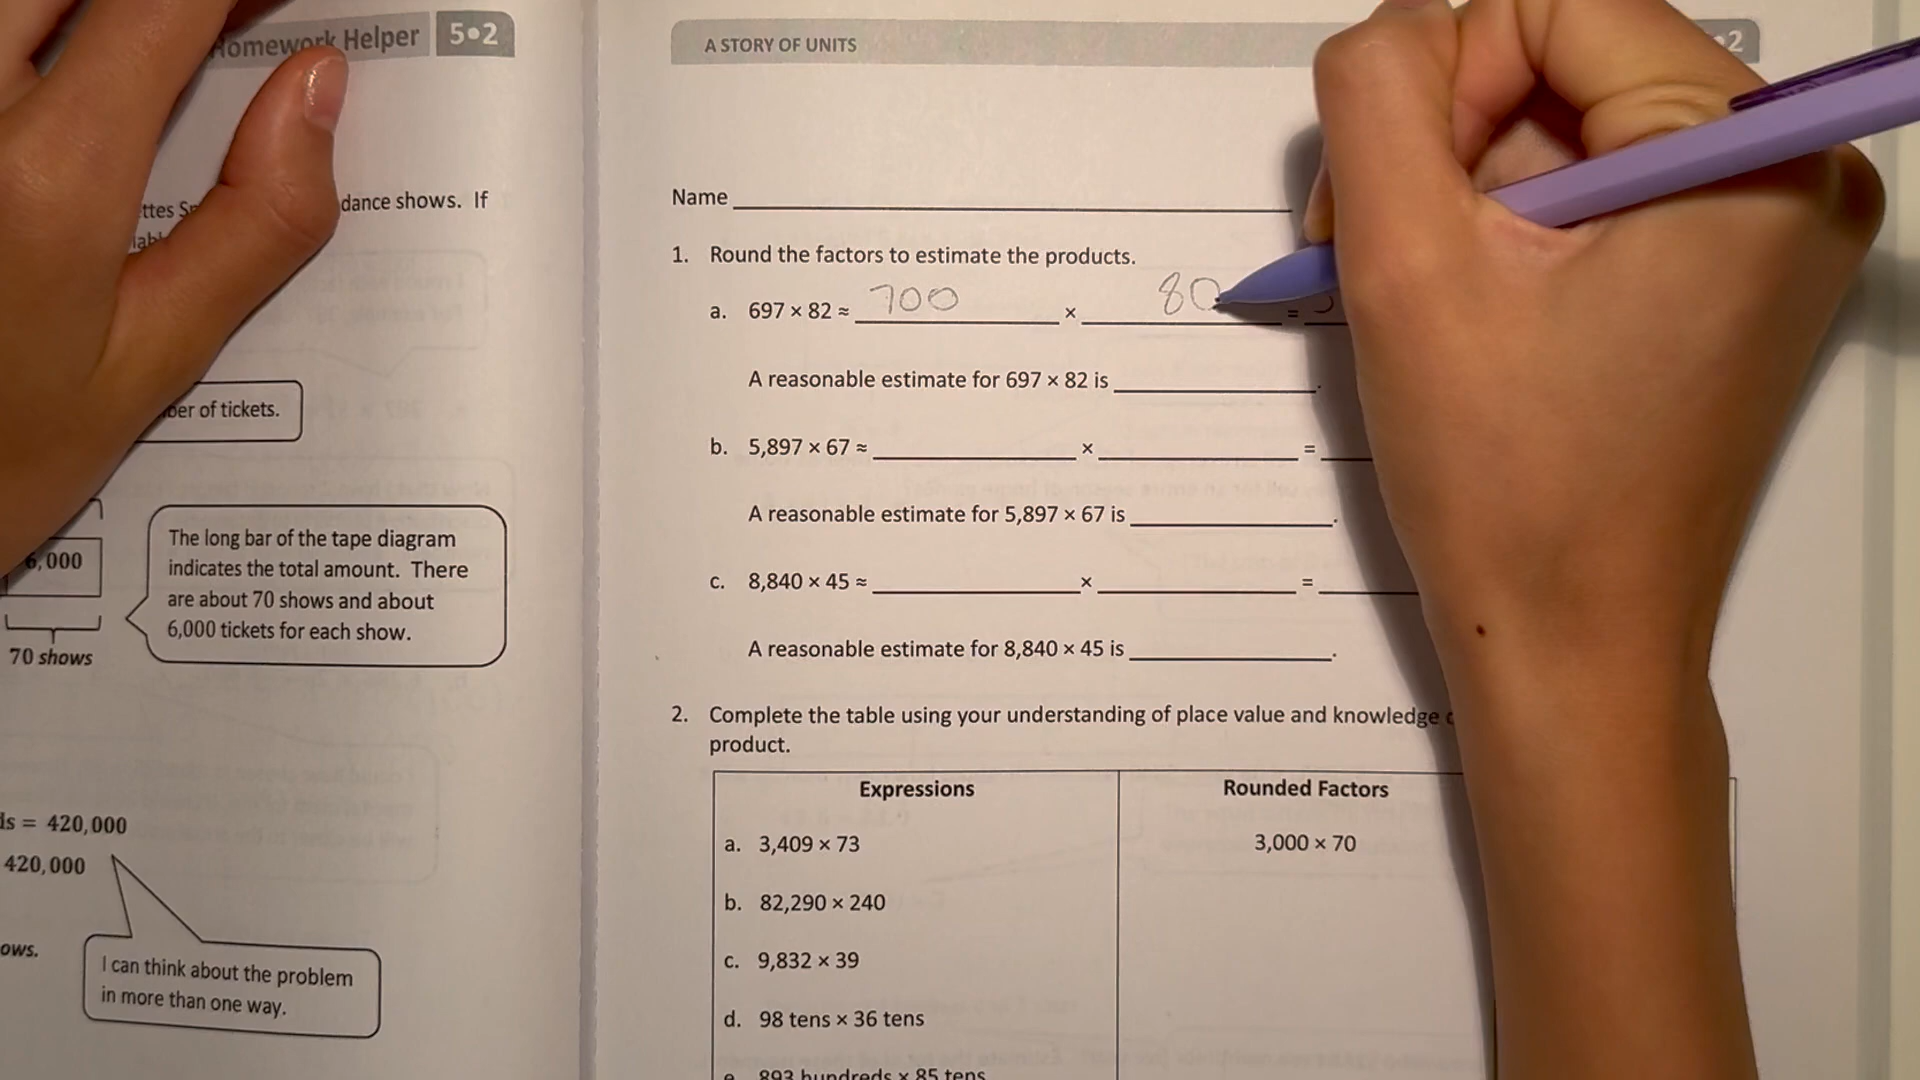 Homework Helper 5•2
dance shows. If
ber of tickets.
6,000
The long bar of the tape diagram
indicates the total amount. There
are about 70 shows and about
6,000 tickets for each show.
70 shows
= 420,000
420,000
I can think about the problem
in more than one way.
A STORY OF UNITS
Name
1. Round the factors to estimate the products.
a. 697 × 82 ≈ 700 × 80 =
A reasonable estimate for 697 × 82 is .
b. 5,897 × 67 ≈ × =
A reasonable estimate for 5,897 × 67 is .
c. 8,840 × 45 ≈ × =
A reasonable estimate for 8,840 × 45 is .
2. Complete the table using your understanding of place value and knowledge
product.
Expressions Rounded Factors
a. 3,409 × 73 3,000 × 70
b. 82,290 × 240
c. 9,832 × 39
d. 98 tens × 36 tens
e. 893 hundreds × 85 tens